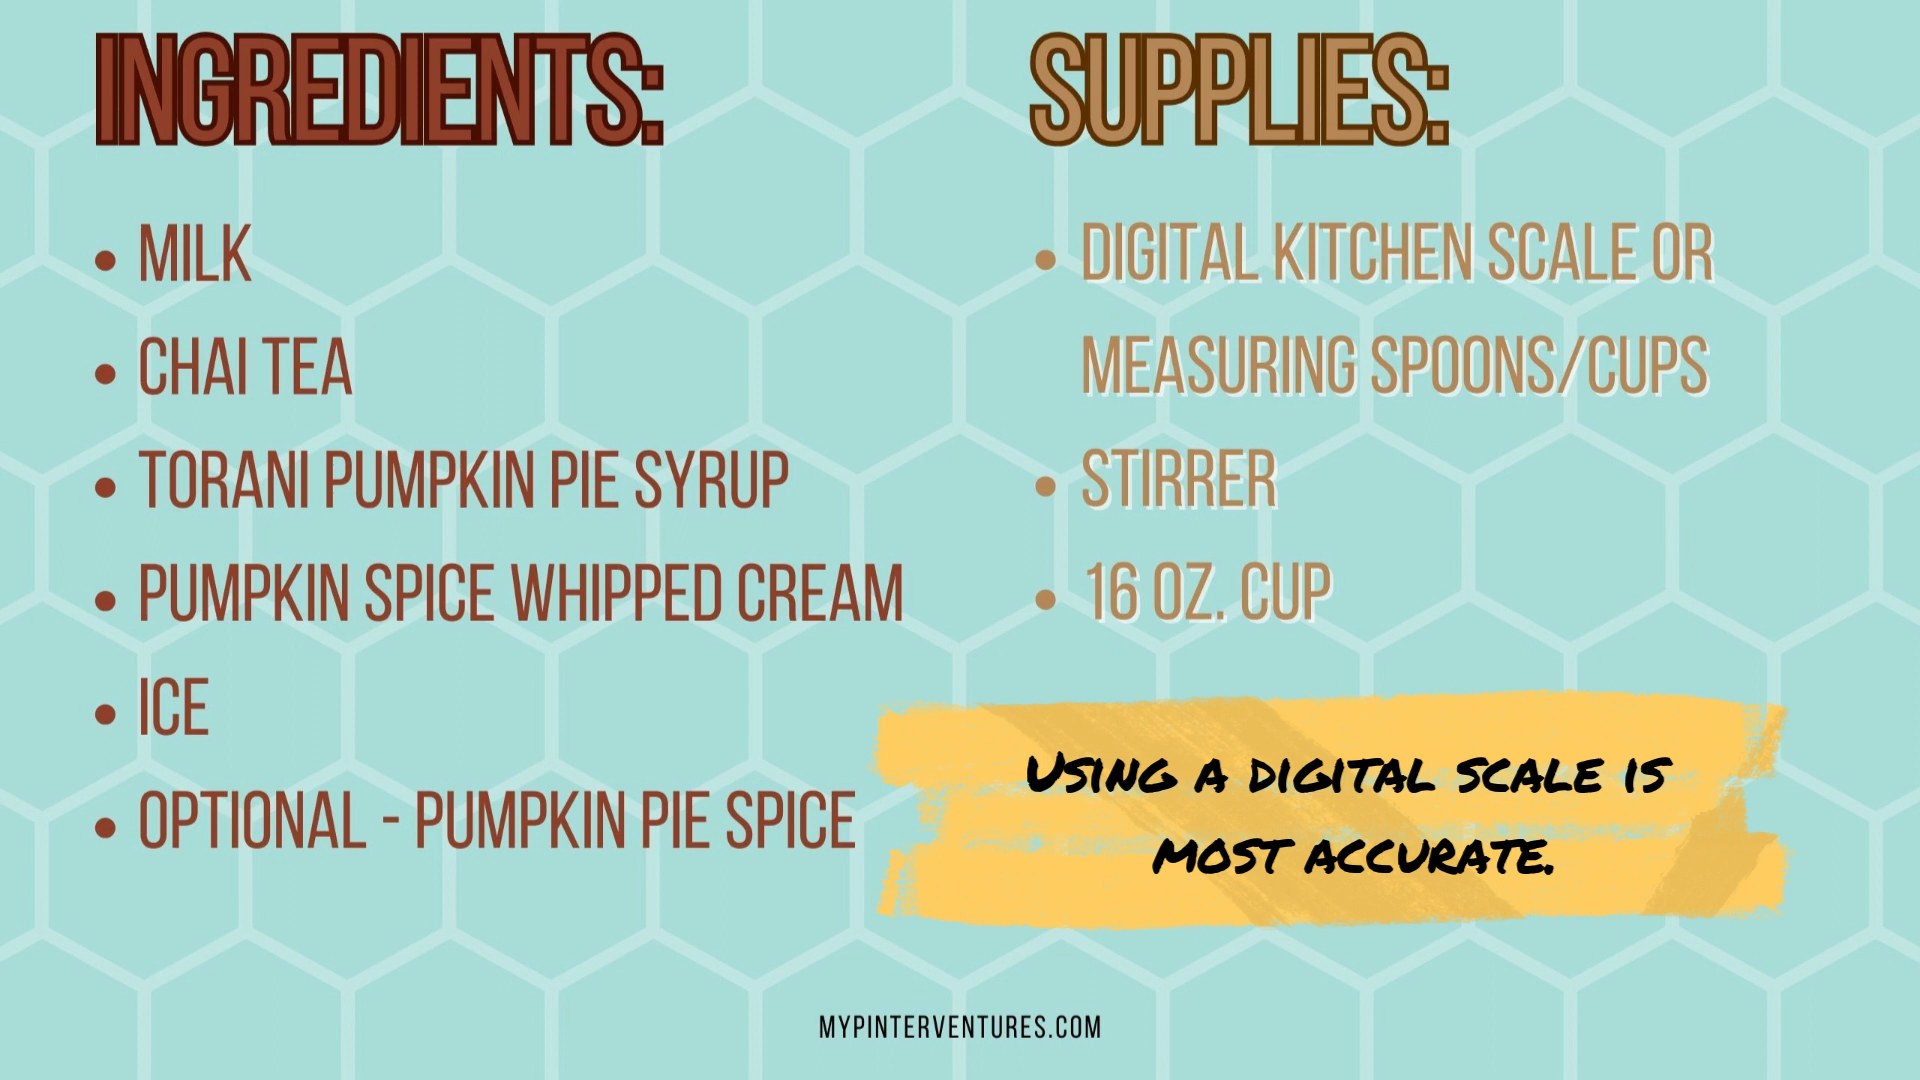 INGREDIENTS:
• MILK
• CHAI TEA
• TORANI PUMPKIN PIE SYRUP
• PUMPKIN SPICE WHIPPED CREAM
• ICE
• OPTIONAL - PUMPKIN PIE SPICE
SUPPLIES:
• DIGITAL KITCHEN SCALE OR
MEASURING SPOONS/CUPS
• STIRRER
• 16 OZ. CUP
USING A DIGITAL SCALE IS
MOST ACCURATE.
MYPINTERVENTURES.COM